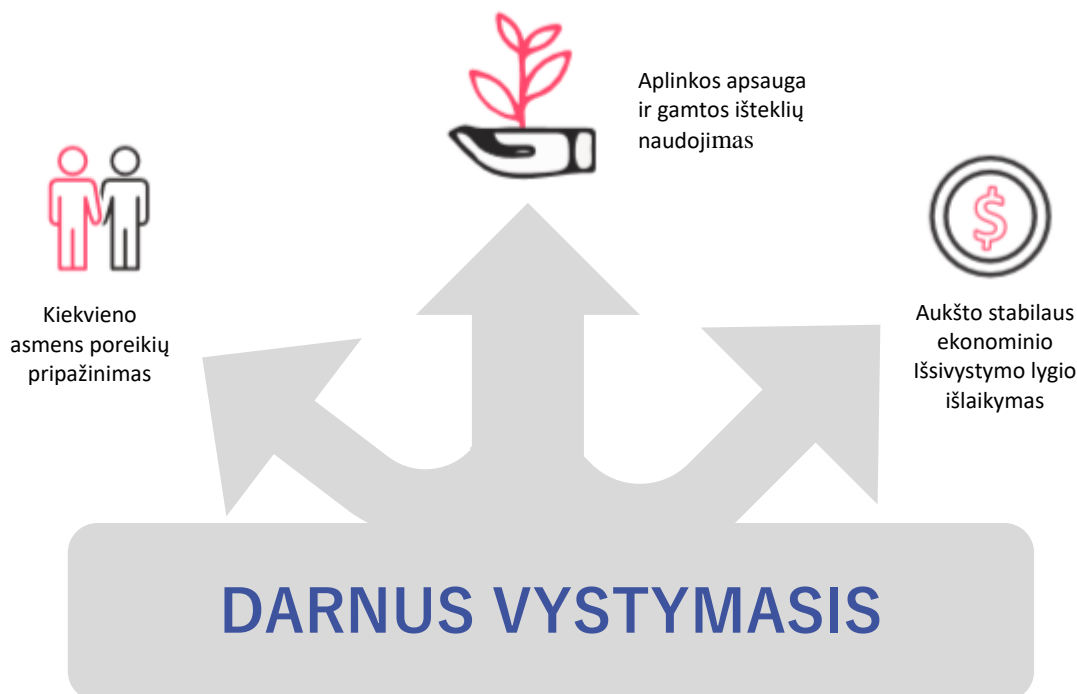 Aplinkos apsauga
ir gamtos išteklių
naudojimas
Kiekvieno
asmens poreikių
pripažinimas
$
Aukšto stabilaus
ekonominio
Išsivystymo lygio
išlaikymas
DARNUS VYSTYMASIS